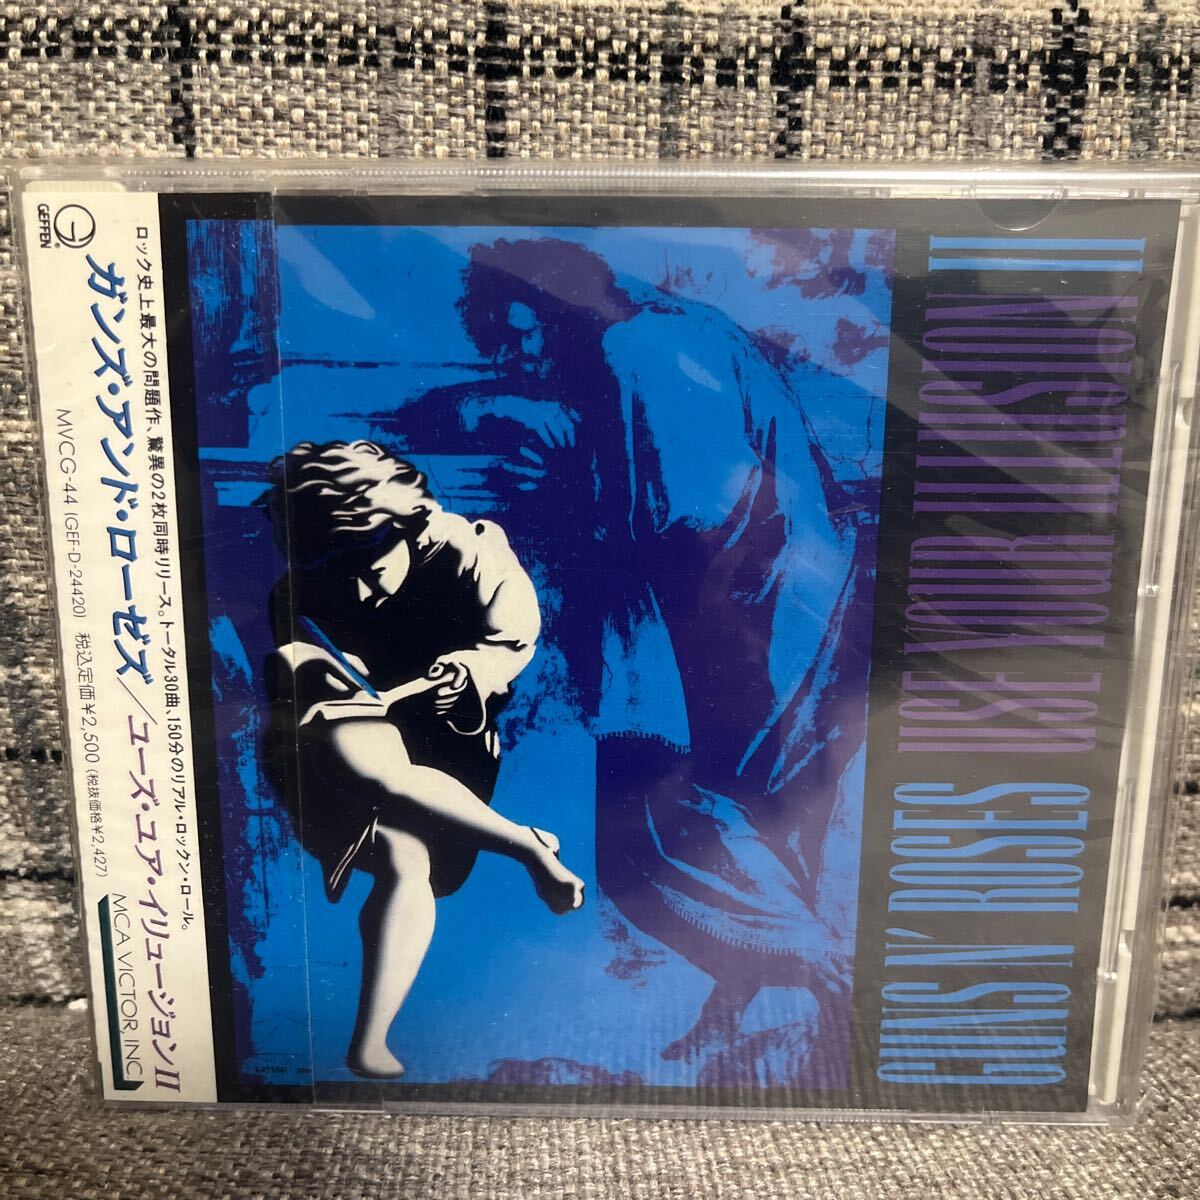 GEFFEN®
ロック史上最大の問題作、驚異の2枚同時リリース。トータル30曲、150分のリアル・ロックン・ロール。
ガンズ・アンド・ローゼズ/ユーズ・ユア・イリュージョンII
MVCG-44 (GEF-D-24420) 税込定価¥2,500 (税抜価格¥2,427)
MCA VICTOR, INC.
GUNS N' ROSES USE YOUR ILLUSION II